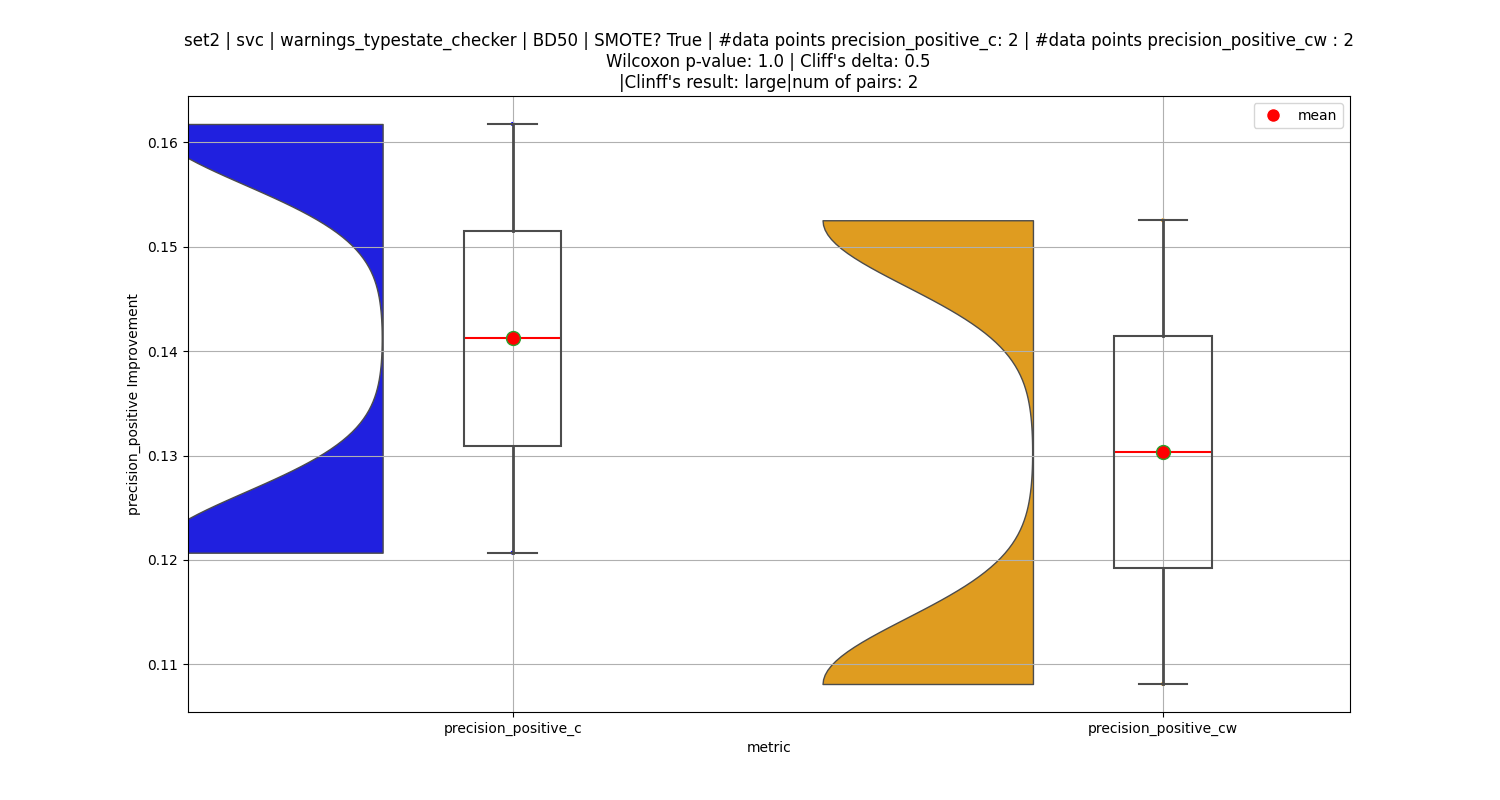 set2 | svc | warnings_typestate_checker | BD50 | SMOTE? True | #data points precision_positive_c: 2 | #data points precision_positive_cw : 2
Wilcoxon p-value: 1.0 | Cliff's delta: 0.5
|Clinff's result: large|num of pairs: 2
mean
0.16
0.15
0.14
0.13
0.12
0.11
precision_positive Improvement
precision_positive_c
precision_positive_cw
metric